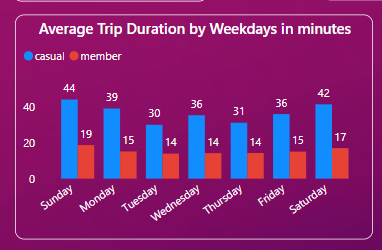 Average Trip Duration by Weekdays in minutes
casual member
44 39 30 36 31 36 42
19 15 14 14 14 15 17
40
20
0
Sunday Monday Tuesday Wednesday Thursday Friday Saturday